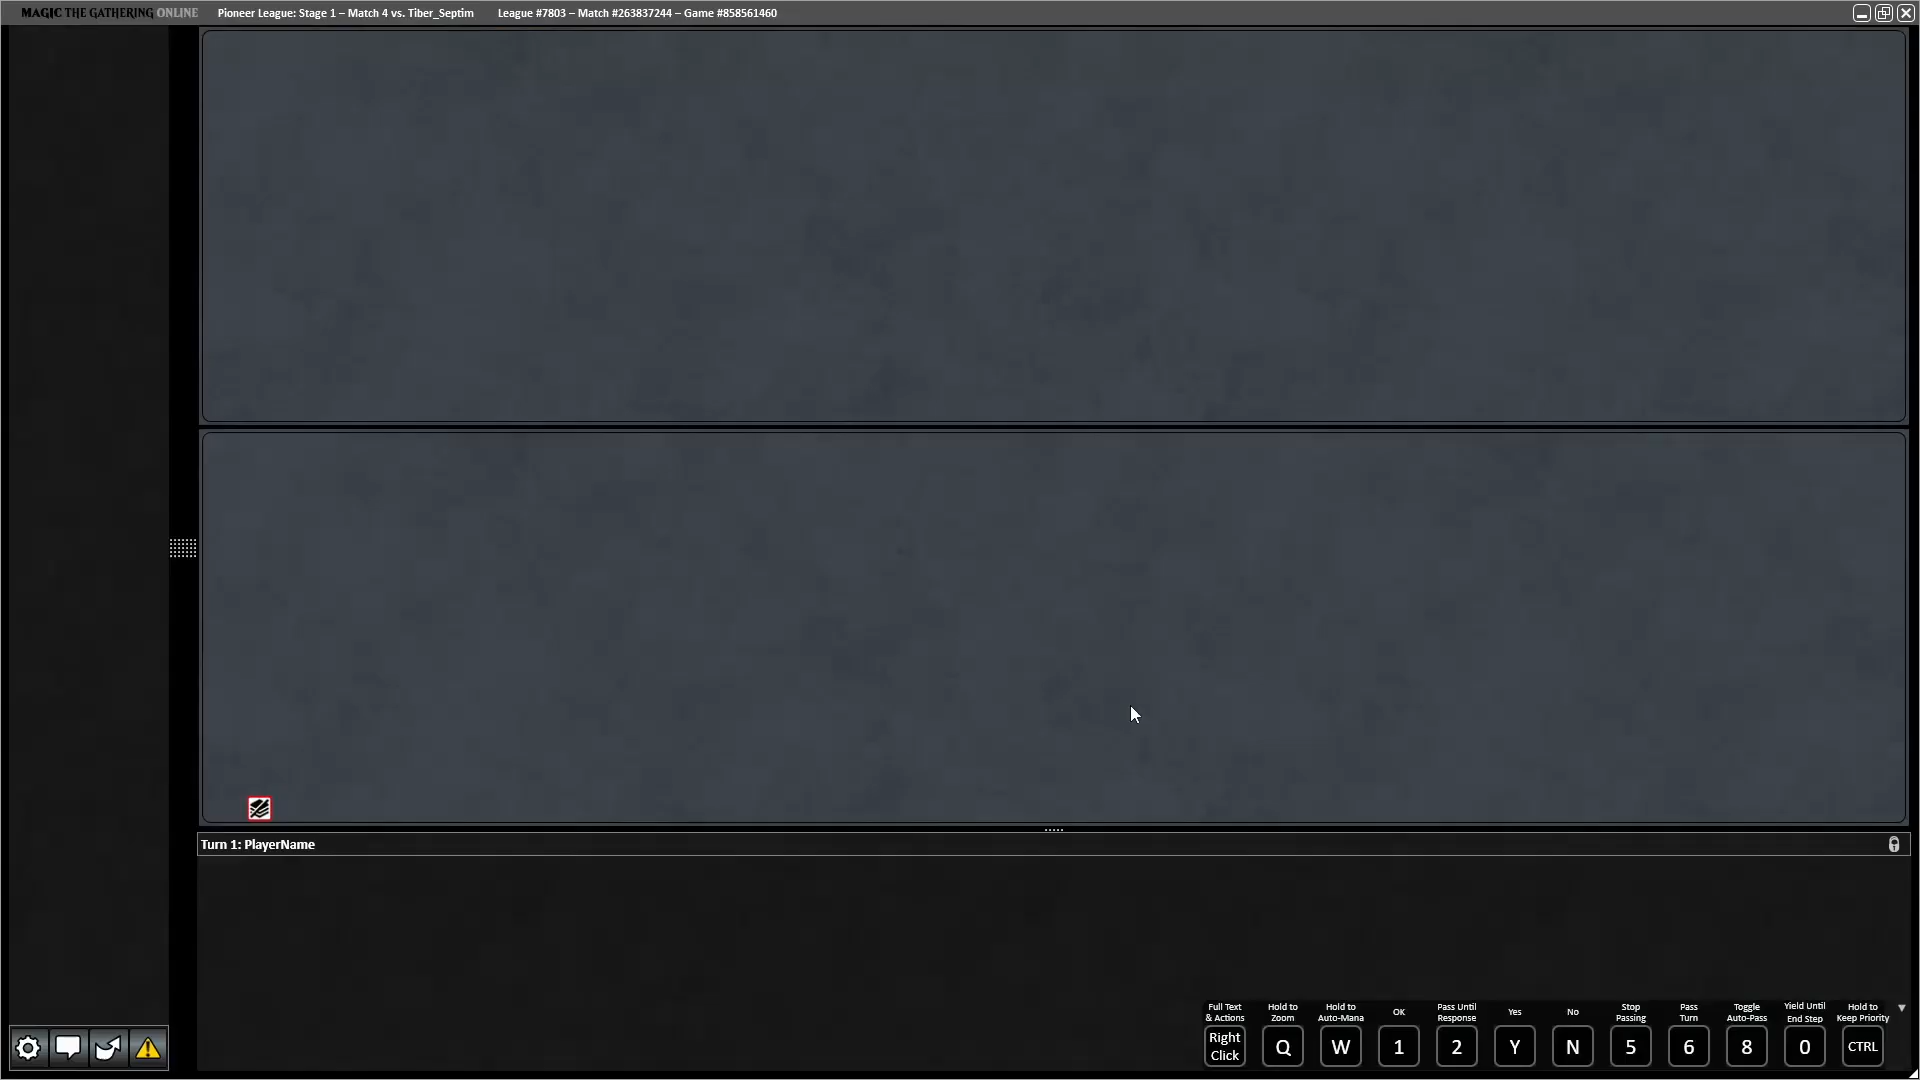 MAGIC THE GATHERING ONLINE Pioneer League: Stage 1 – Match 4 vs. Tiber_Septim League #7803 – Match #263837244 – Game #858561460
Turn 1: PlayerName
Full Text & Actions
Right Click
Hold to Zoom
Q
Hold to Auto-Mana
W
OK
1
Pass Until Response
2
Yes
Y
No
N
Stop Passing
5
Pass Turn
6
Toggle Auto-Pass
8
Yield Until End Step
0
Hold to Keep Priority
CTRL